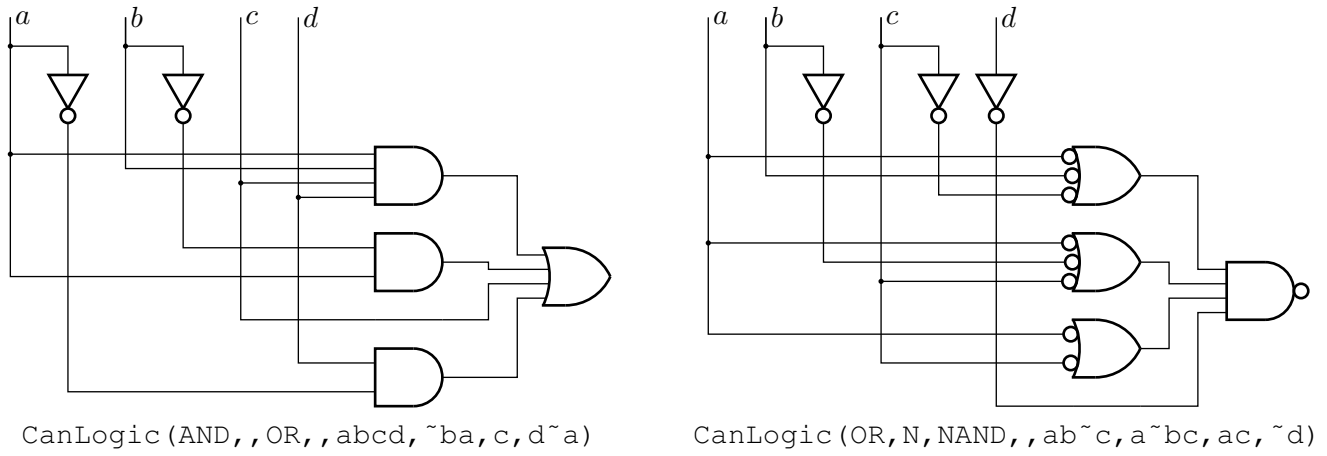 a b c d
a b c d
CanLogic(AND,,OR,,abcd,~ba,c,d~a)
CanLogic(OR,N,NAND,,ab~c,a~bc,ac,~d)